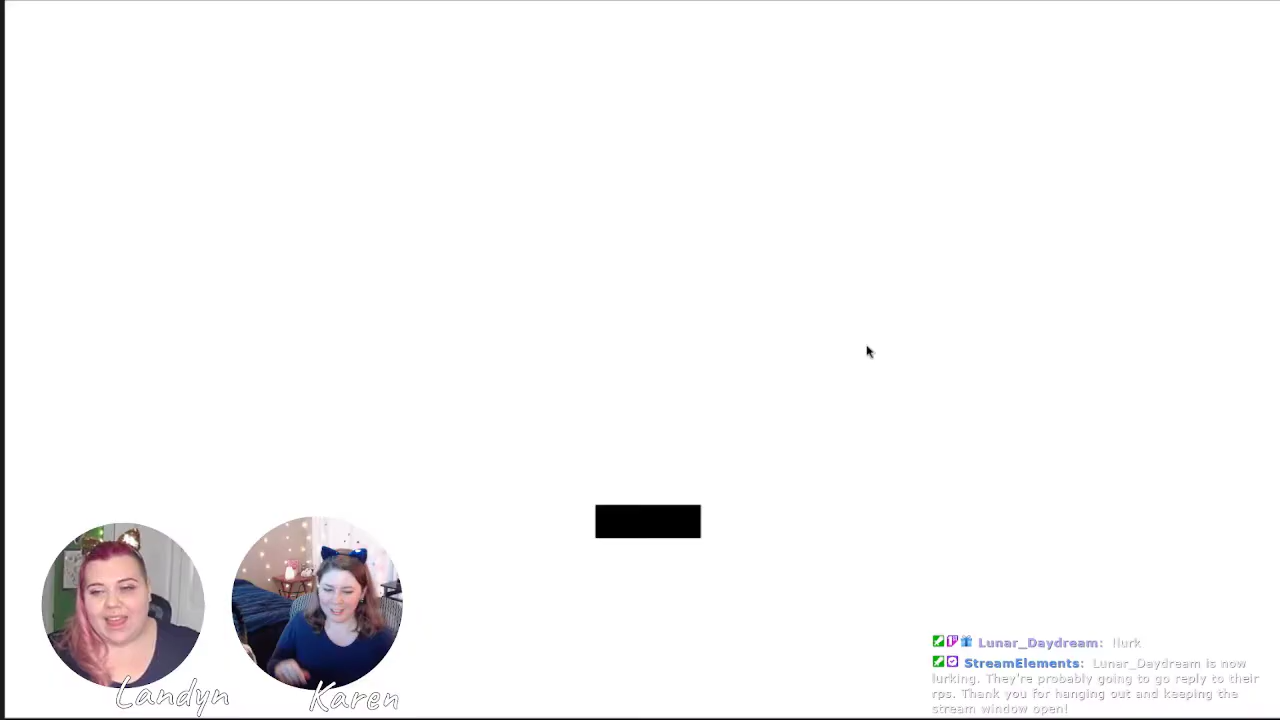 Landyn
Karen
Lunar_Daydream: !lurk
StreamElements: Lunar_Daydream is now
lurking. They're probably going to go reply to their
rps. Thank you for hanging out and keeping the
stream window open!